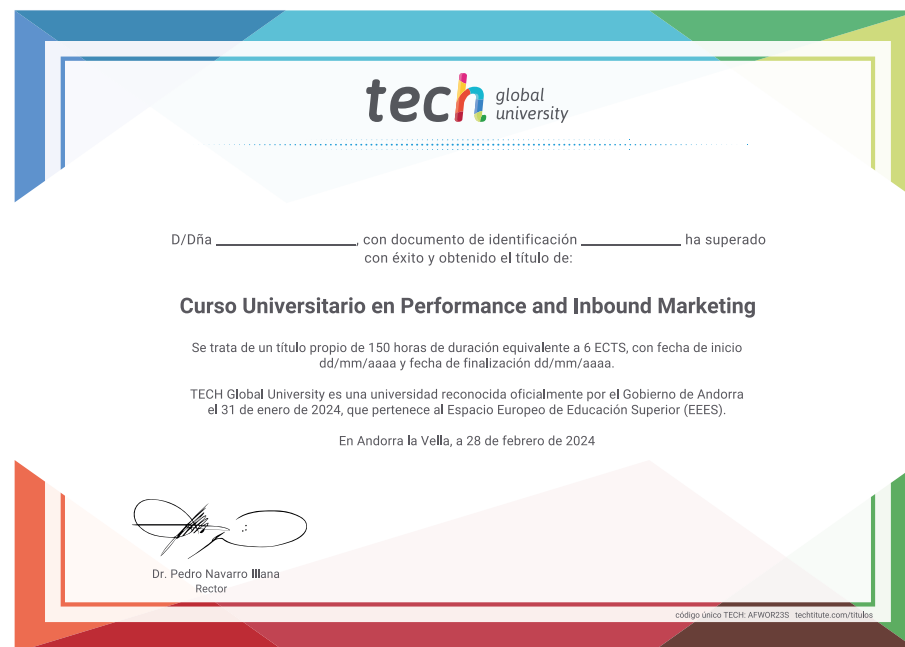 tech global university
D/Dña ____________________, con documento de identificación ______________ ha superado
con éxito y obtenido el título de:
Curso Universitario en Performance and Inbound Marketing
Se trata de un título propio de 150 horas de duración equivalente a 6 ECTS, con fecha de inicio
dd/mm/aaaa y fecha de finalización dd/mm/aaaa.
TECH Global University es una universidad reconocida oficialmente por el Gobierno de Andorra
el 31 de enero de 2024, que pertenece al Espacio Europeo de Educación Superior (EEES).
En Andorra la Vella, a 28 de febrero de 2024
Dr. Pedro Navarro Illana
Rector
código único TECH: AFWOR23S techtitute.com/titulos